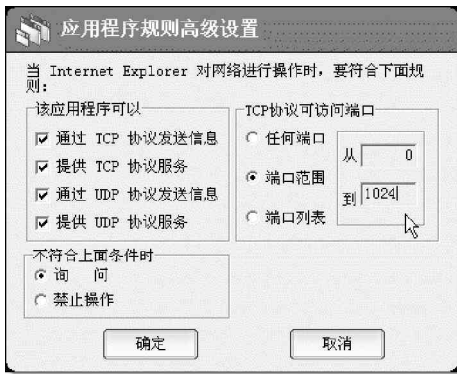 应用程序规则高级设置
当 Internet Explorer 对网络进行操作时，要符合下面规
则：
该应用程序可以
通过 TCP 协议发送信息
提供 TCP 协议服务
通过 UDP 协议发送信息
提供 UDP 协议服务
TCP协议可访问端口
任何端口
端口范围
端口列表
从 0
到 1024
不符合上面条件时
询 问
禁止操作
确定
取消